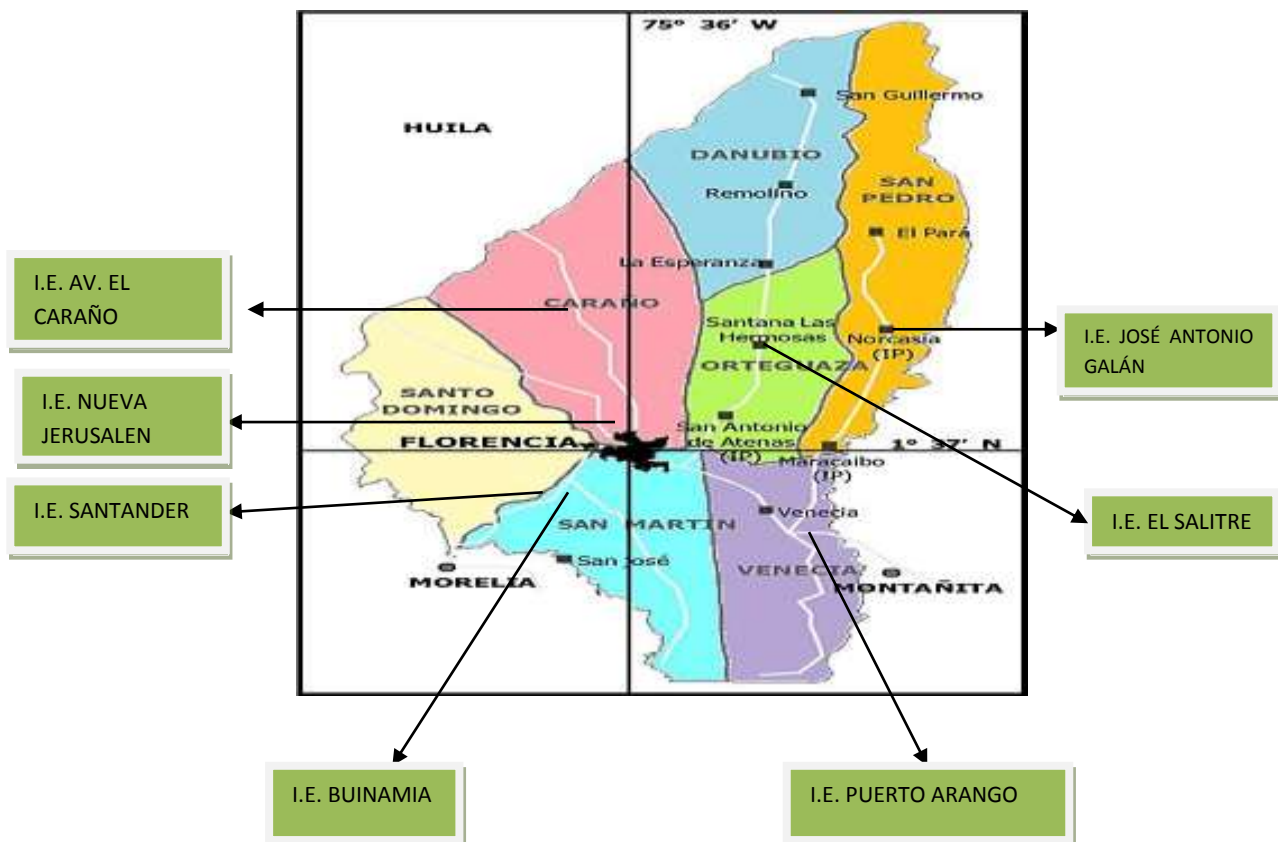 75º 36' W
San Guillermo
HUILA
DANUBIO
SAN
PEDRO
Remolino
El Pará
I.E. AV. EL
CARAÑO
La Esperanza
CARAÑO
Santana Las
Hermosas
Norcasia
(IP)
I.E. JOSÉ ANTONIO
GALÁN
ORTEGUAZA
I.E. NUEVA
JERUSALEN
SANTO
DOMINGO
San Antonio
de Atenas
(IP)
FLORENCIA
1º 37' N
Maracaibo
(IP)
I.E. SANTANDER
SAN MARTIN
Venecia
I.E. EL SALITRE
San José
VENECIA
MORELIA
MONTAÑITA
I.E. BUINAMIA
I.E. PUERTO ARANGO